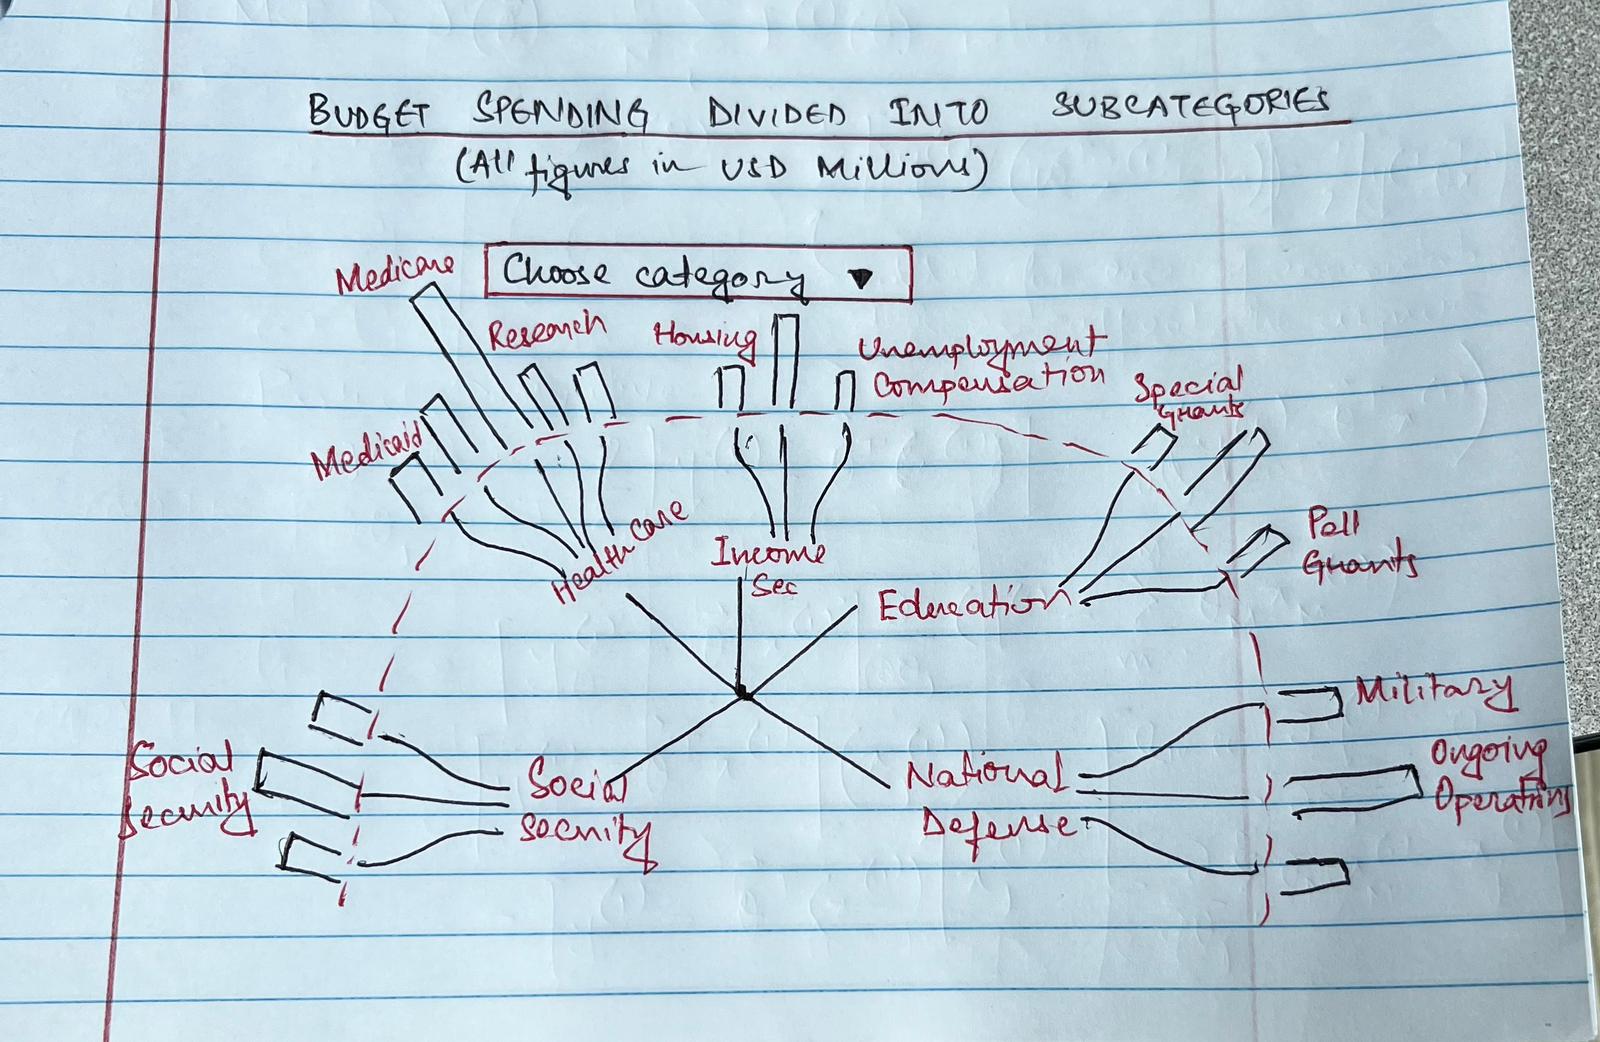 BUDGET SPENDING DIVIDED INTO SUBCATEGORIES
(All figures in USD Millions)
Choose category ▼
Medicare
Research
Housing
Unemployment
Compensation
Special
Grants
Medicaid
Health Care
Income
Sec
Education
Pell
Grants
Social
Security
Social
Security
National
Defense
Military
Ongoing
Operations